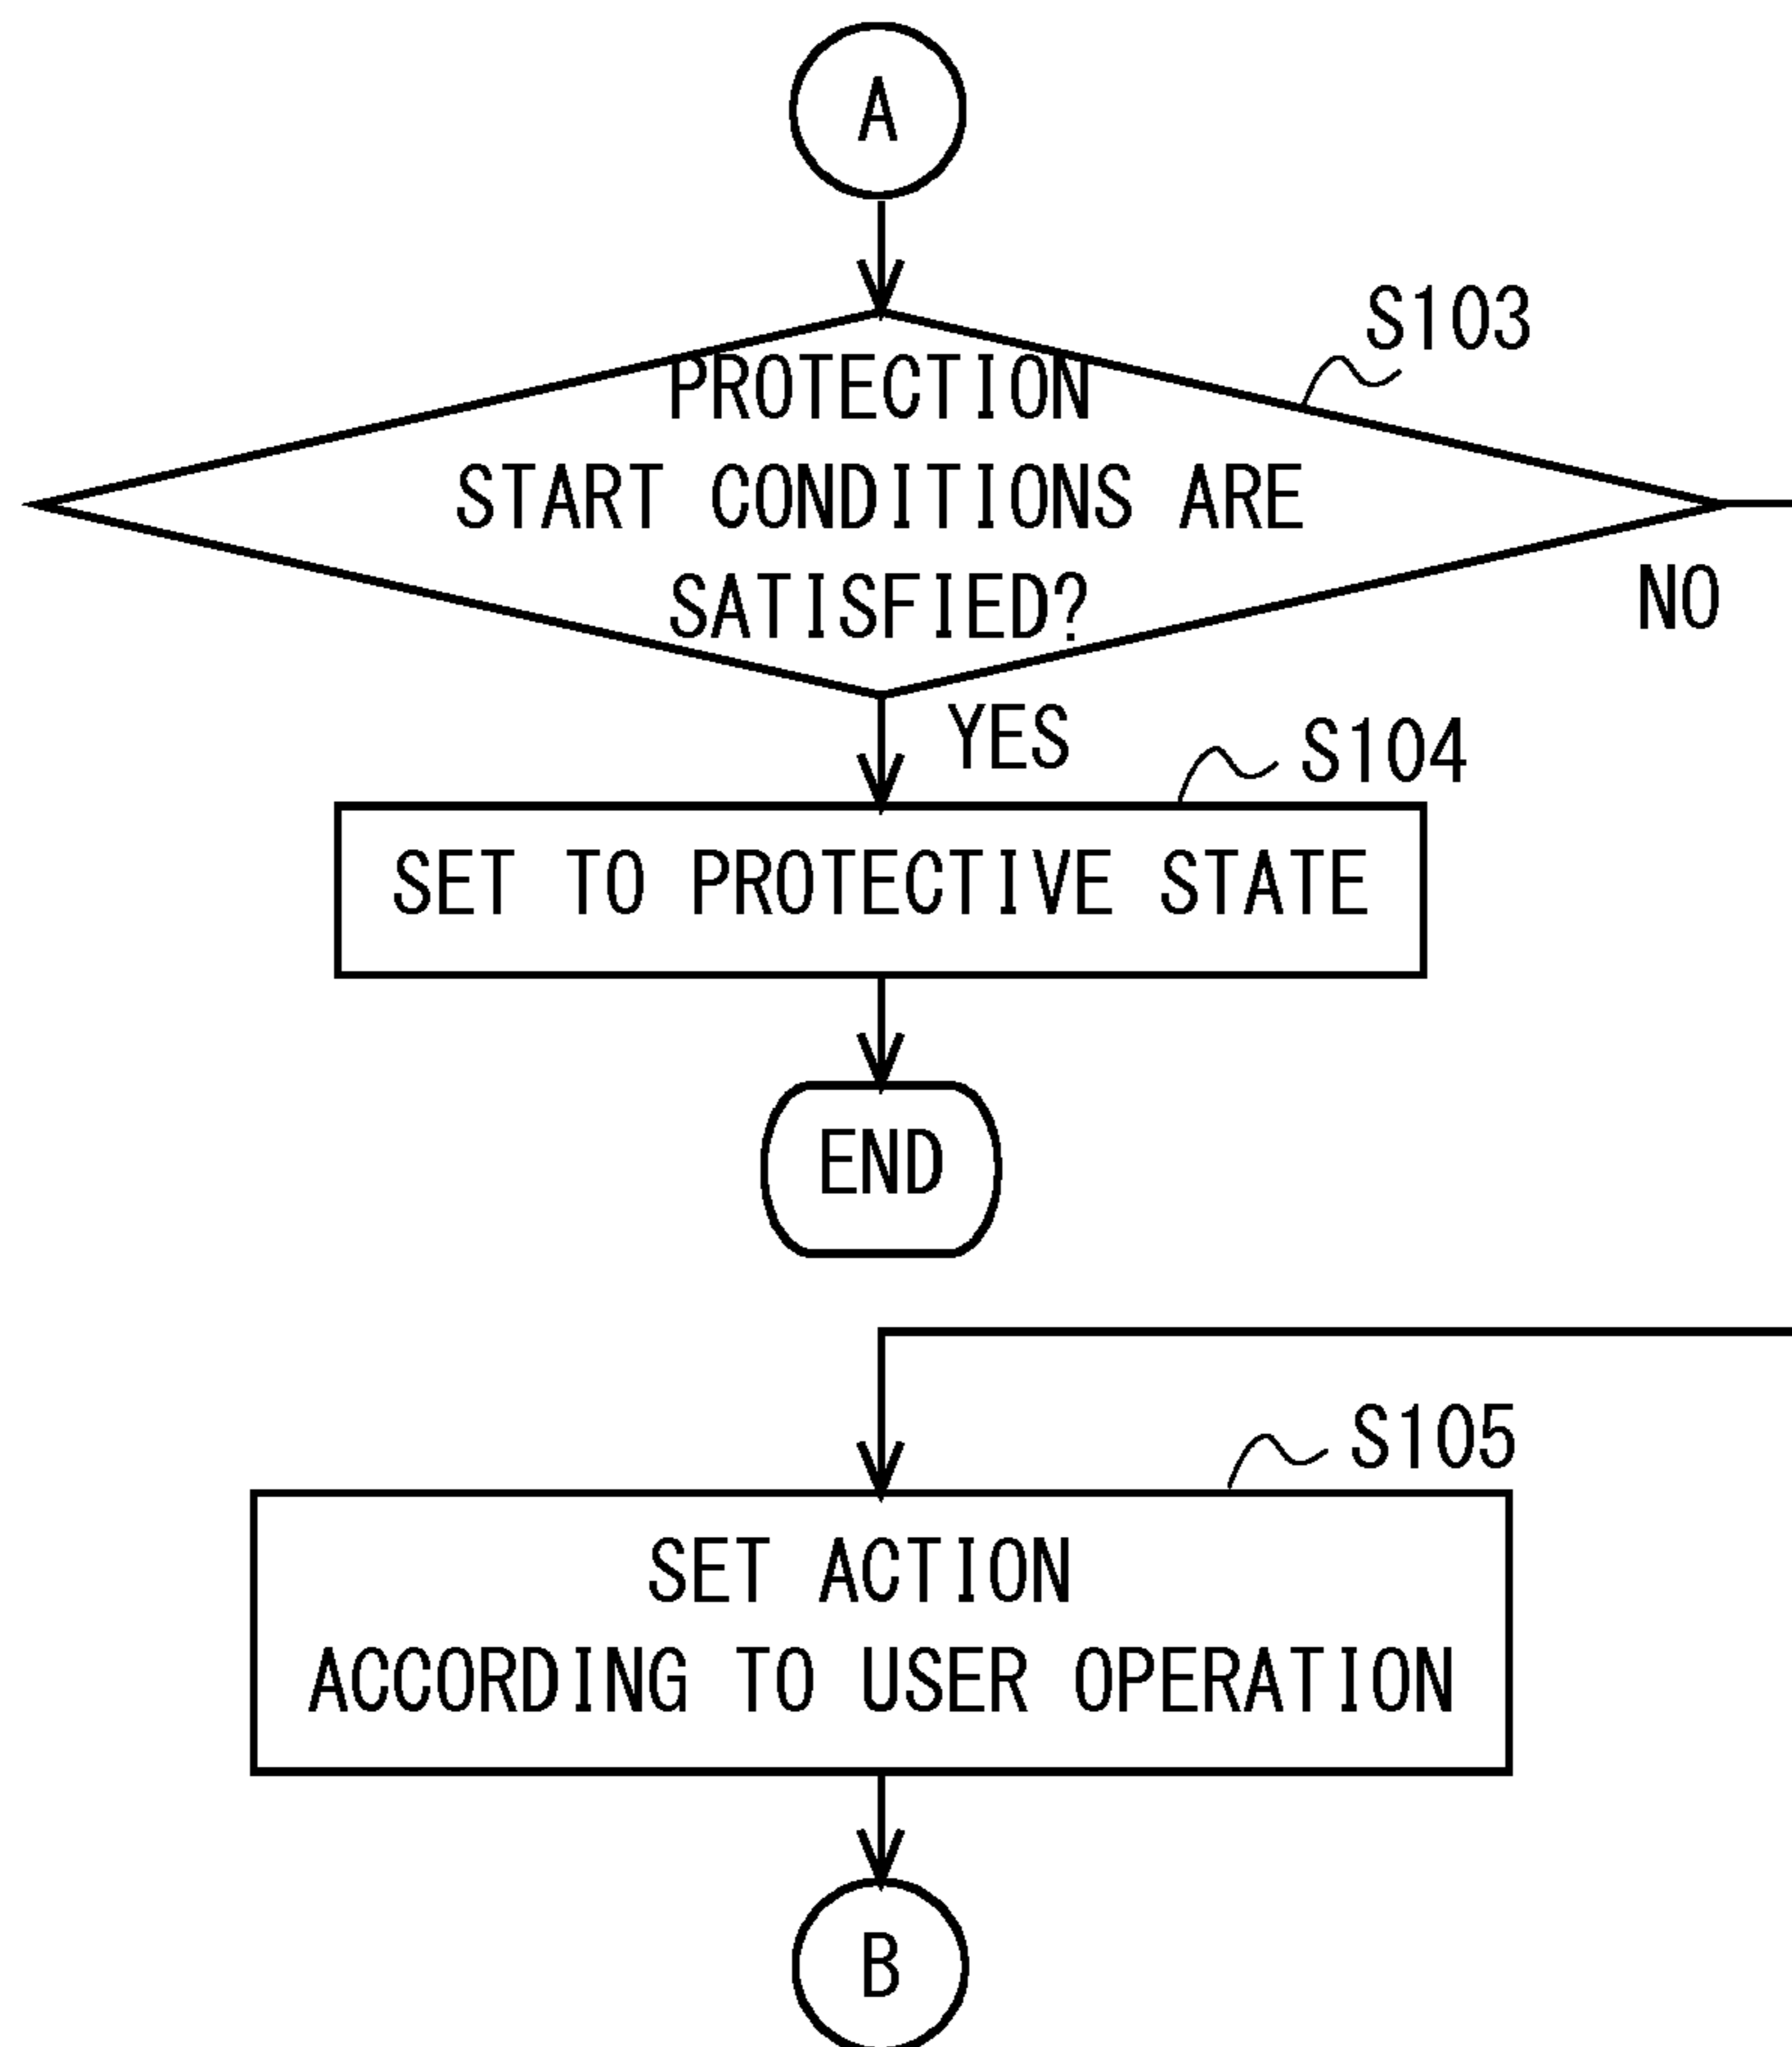 A
S103
PROTECTION
START CONDITIONS ARE
SATISFIED?
NO
YES
S104
SET TO PROTECTIVE STATE
END
S105
SET ACTION
ACCORDING TO USER OPERATION
B